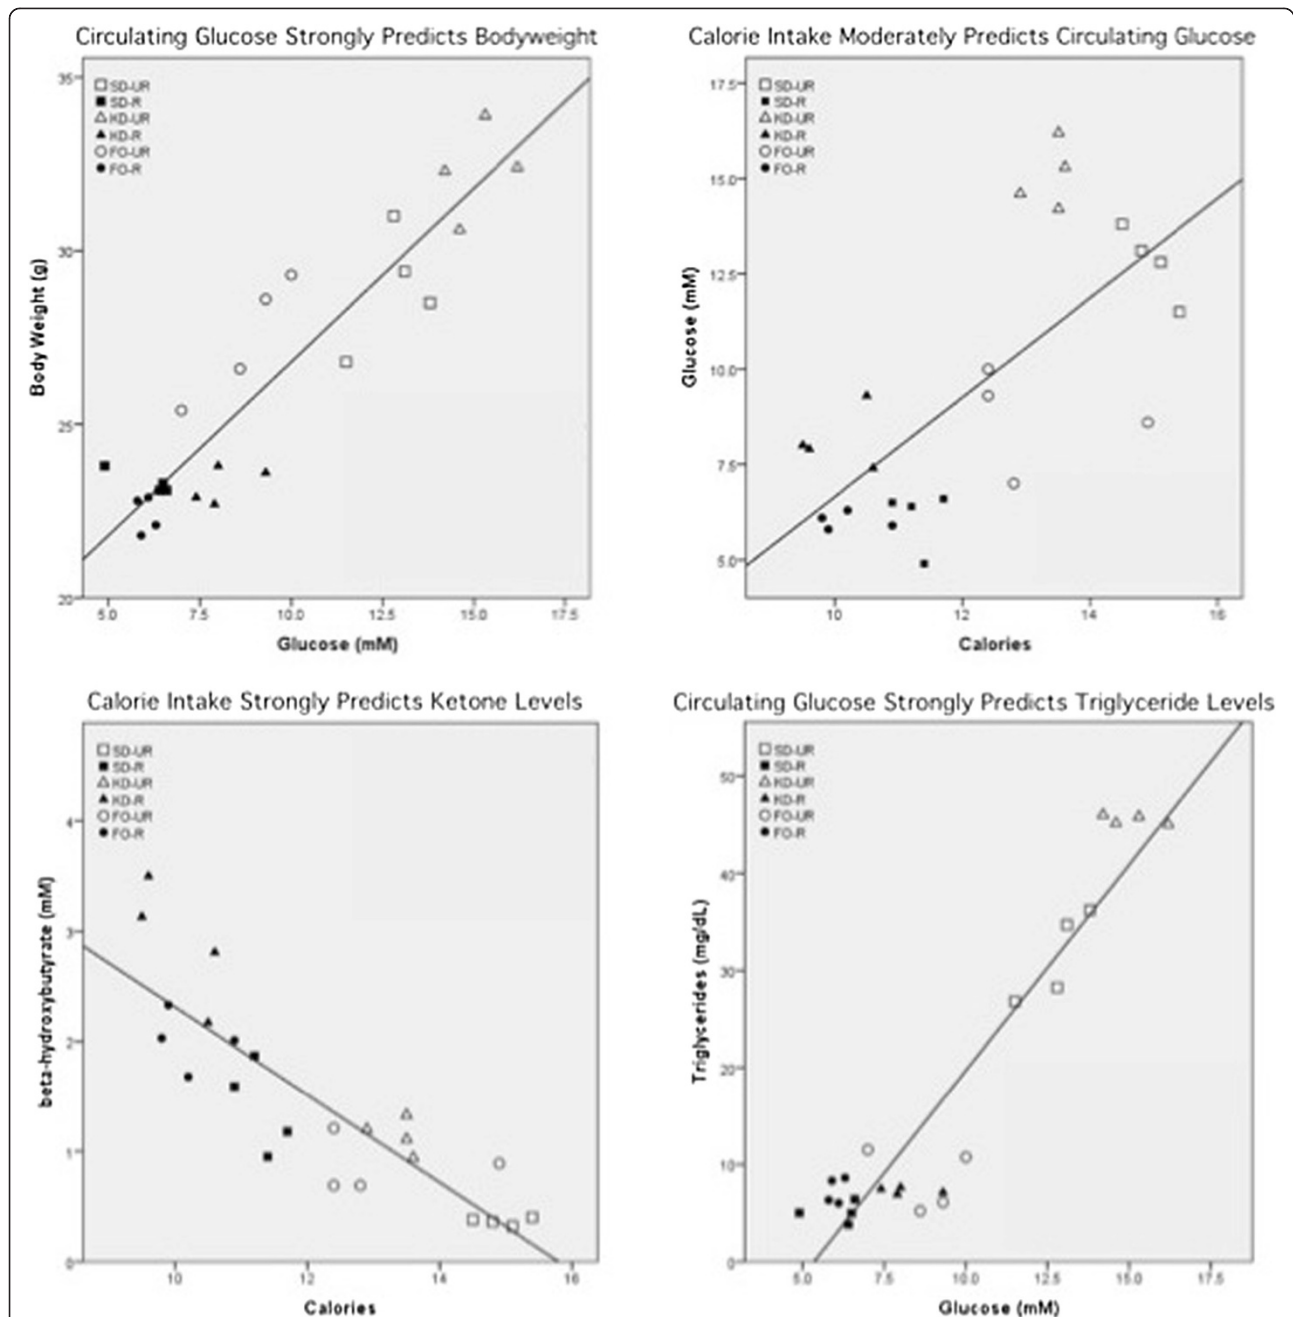 Circulating Glucose Strongly Predicts Bodyweight
SD-UR
SD-R
KD-UR
KD-R
FO-UR
FO-R
35
30
25
20
Body Weight (g)
5.0 7.5 10.0 12.5 15.0 17.5
Glucose (mM)
Calorie Intake Moderately Predicts Circulating Glucose
SD-UR
SD-R
KD-UR
KD-R
FO-UR
FO-R
17.5
15.0
12.5
10.0
7.5
5.0
Glucose (mM)
10 12 14 16
Calories
Calorie Intake Strongly Predicts Ketone Levels
SD-UR
SD-R
KD-UR
KD-R
FO-UR
FO-R
4
3
2
1
0
beta-hydroxybutyrate (mM)
10 12 14 16
Calories
Circulating Glucose Strongly Predicts Triglyceride Levels
SD-UR
SD-R
KD-UR
KD-R
FO-UR
FO-R
50
40
30
20
10
0
Triglycerides (mg/dL)
5.0 7.5 10.0 12.5 15.0 17.5
Glucose (mM)